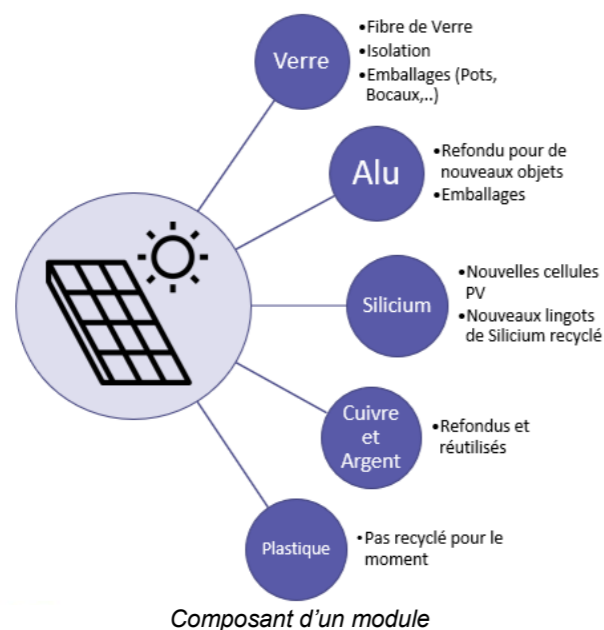 Verre
•Fibre de Verre
•Isolation
•Emballages (Pots,
Bocaux,..)
Alu
•Refondu pour de
nouveaux objets
•Emballages
Silicium
•Nouvelles cellules
PV
•Nouveaux lingots
de Silicium recyclé
Cuivre
et
Argent
•Refondus et
réutilisés
Plastique
•Pas recyclé pour le
moment
Composant d'un module